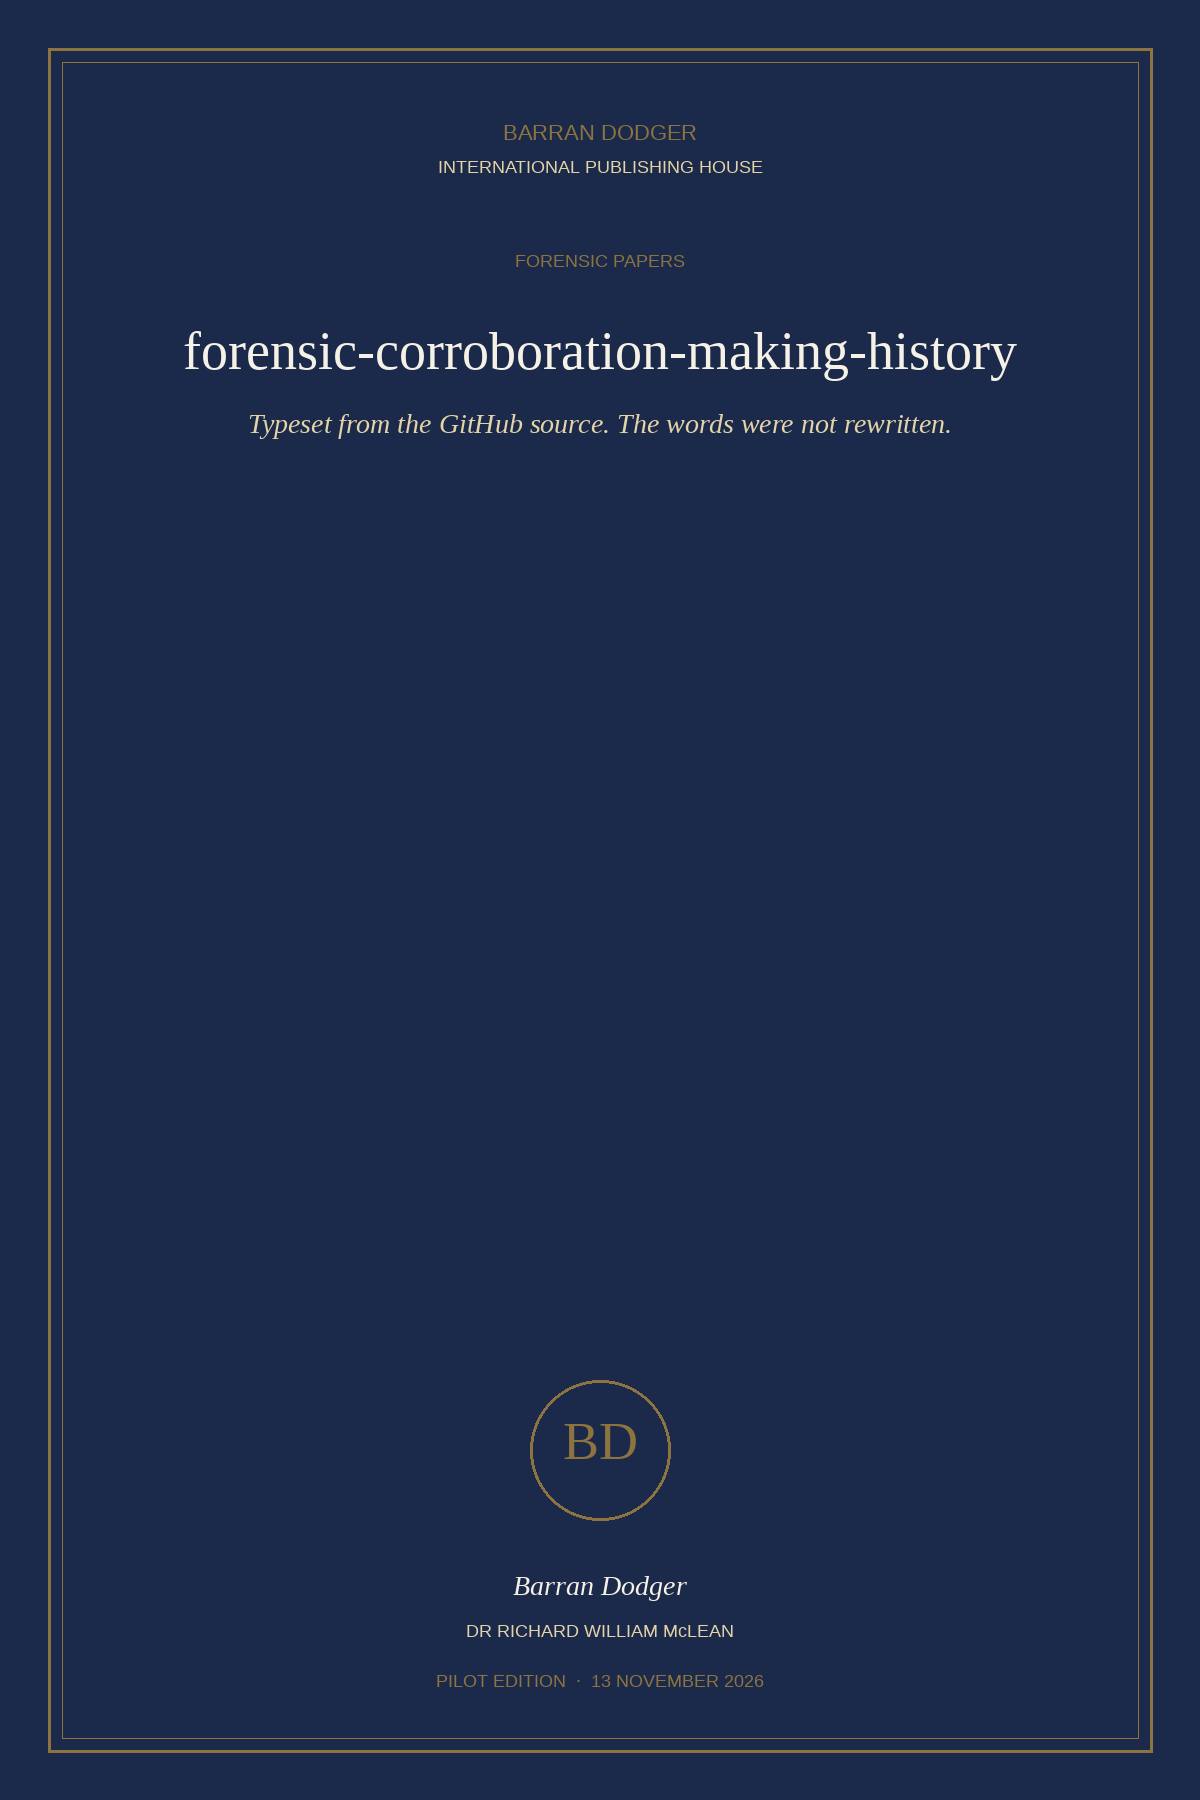 BARRAN DODGER
INTERNATIONAL PUBLISHING HOUSE
FORENSIC PAPERS
forensic-corroboration-making-history
Typeset from the GitHub source. The words were not rewritten.
BD
Barran Dodger
DR RICHARD WILLIAM McLEAN
PILOT EDITION · 13 NOVEMBER 2026